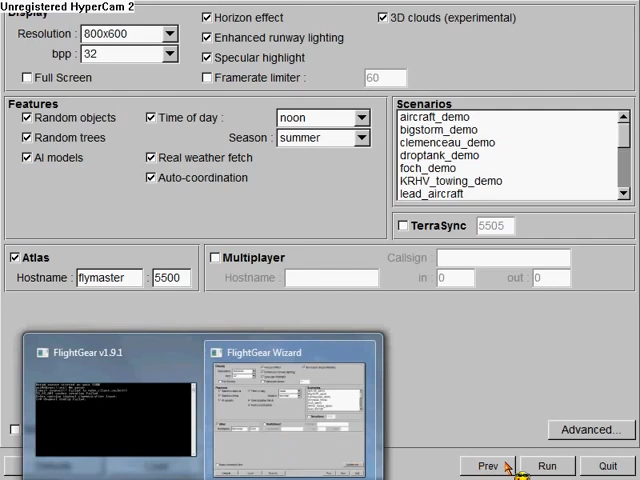 Unregistered HyperCam 2
Display
Resolution : 800x600
bpp : 32
Full Screen
Horizon effect
Enhanced runway lighting
Specular highlight
Framerate limiter : 60
3D clouds (experimental)
Features
Random objects
Random trees
AI models
Time of day : noon
Season : summer
Real weather fetch
Auto-coordination
Scenarios
aircraft_demo
bigstorm_demo
clemenceau_demo
droptank_demo
foch_demo
KRHV_towing_demo
lead_aircraft
TerraSync 5505
Atlas
Hostname : flymaster : 5500
Multiplayer Callsign :
Hostname : in : 0 out : 0
FlightGear v1.9.1
FlightGear Wizard
Advanced...
Prev Run Quit